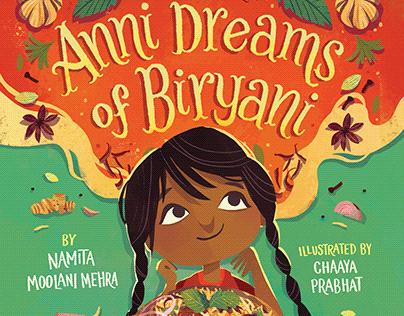 Anni Dreams
of Biryani
BY
NAMITA
MOOLANI MEHRA
ILLUSTRATED BY
CHAAYA
PRABHAT